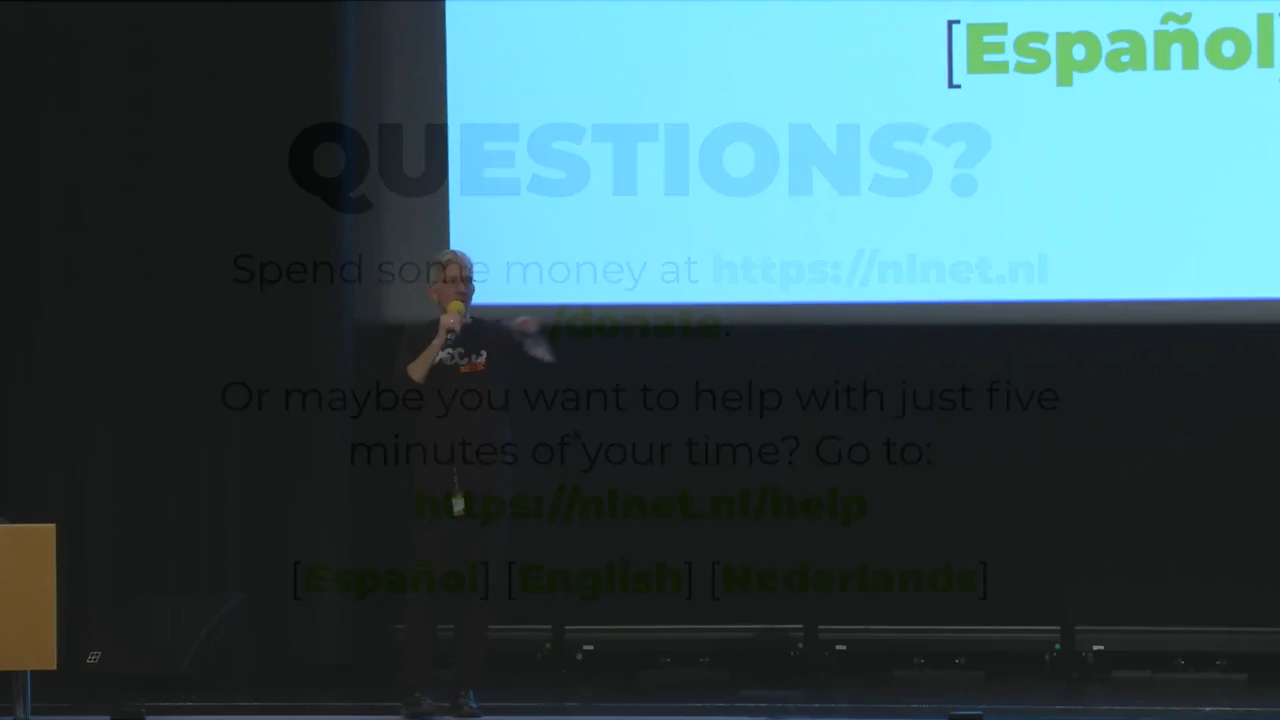 [Español]
QUESTIONS?
Spend some money at https://nlnet.nl
/donate.
Or maybe you want to help with just five
minutes of your time? Go to:
https://nlnet.nl/help
[Español] [English] [Nederlands]